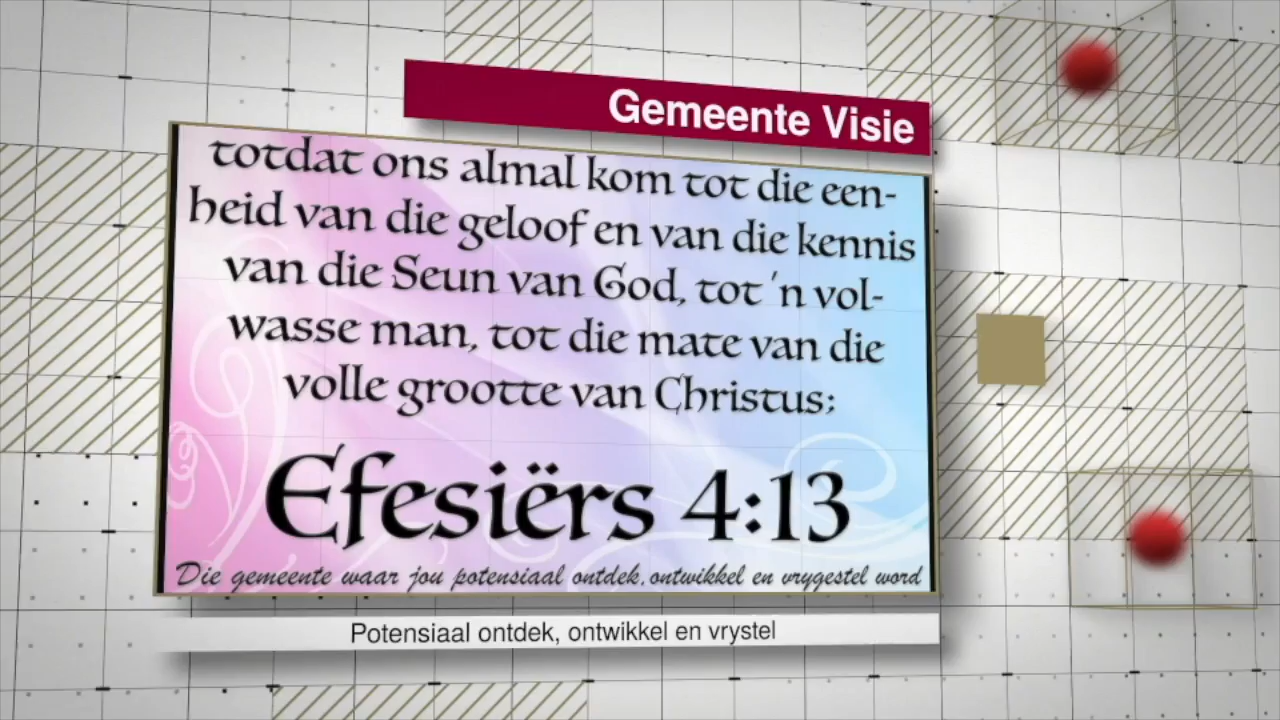 Gemeente Visie
totdat ons almal kom tot die een-
heid van die geloof en van die kennis
van die Seun van God, tot 'n vol-
wasse man, tot die mate van die
volle grootte van Christus;
Efesiërs 4:13
Die gemeente waar jou potensiaal ontdek, ontwikkel en vrygestel word
Potensiaal ontdek, ontwikkel en vrystel